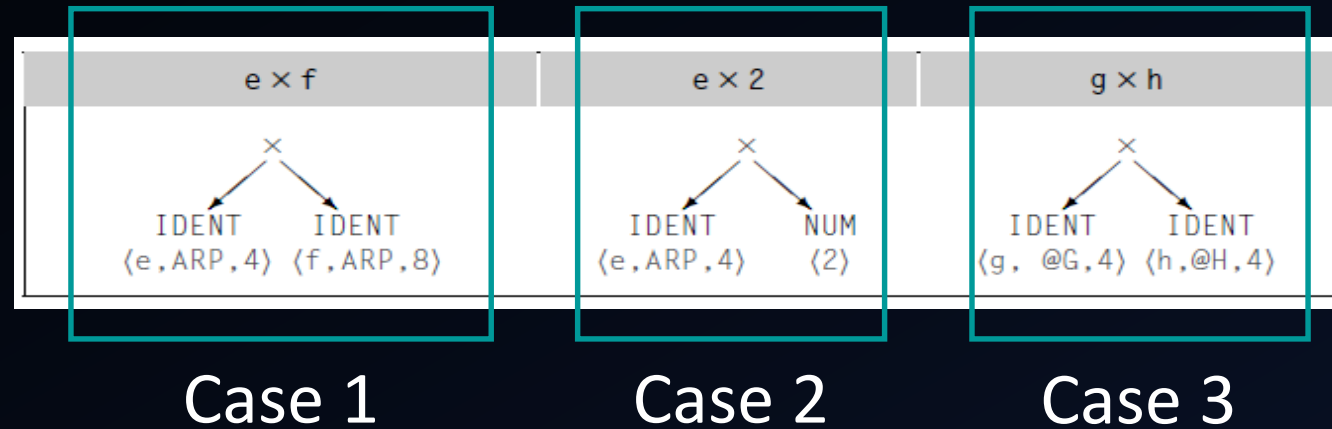 e × f e × 2 g × h
× × ×
IDENT IDENT IDENT NUM IDENT IDENT
⟨e,ARP,4⟩ ⟨f,ARP,8⟩ ⟨e,ARP,4⟩ ⟨2⟩ ⟨g, @G,4⟩ ⟨h,@H,4⟩
Case 1 Case 2 Case 3